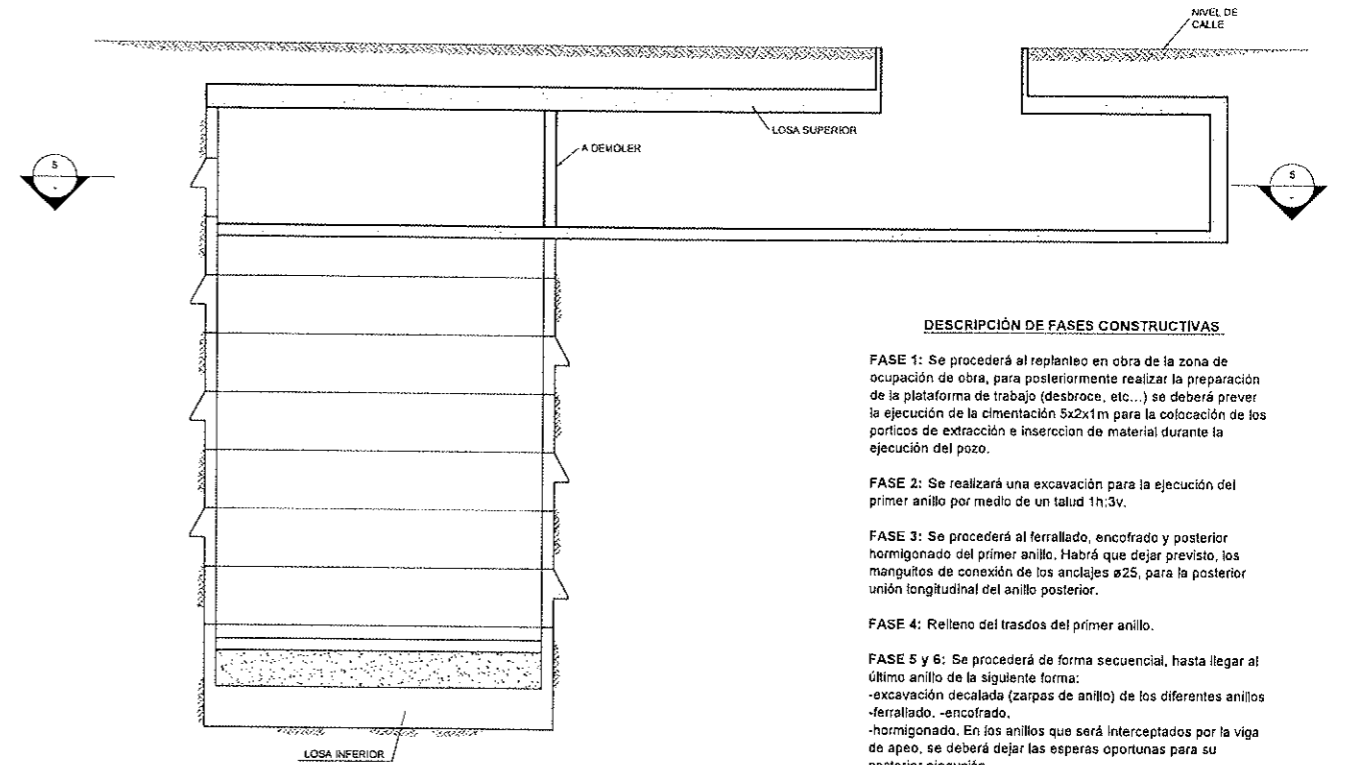 NIVEL DE
CALLE
LOSA SUPERIOR
A DEMOLER
5
-
5
-
DESCRIPCIÓN DE FASES CONSTRUCTIVAS
FASE 1: Se procederá al replanteo en obra de la zona de
ocupación de obra, para posteriormente realizar la preparación
de la plataforma de trabajo (desbroce, etc...) se deberá prever
la ejecución de la cimentación 5x2x1m para la colocación de los
porticos de extracción e inserccion de material durante la
ejecución del pozo.
FASE 2: Se realizará una excavación para la ejecución del
primer anillo por medio de un talud 1h:3v.
FASE 3: Se procederá al ferrallado, encofrado y posterior
hormigonado del primer anillo. Habrá que dejar previsto, los
manguitos de conexión de los anclajes ø25, para la posterior
unión longitudinal del anillo posterior.
FASE 4: Relleno del trasdos del primer anillo.
FASE 5 y 6: Se procederá de forma secuencial, hasta llegar al
último anillo de la siguiente forma:
-excavación decalada (zarpas de anillo) de los diferentes anillos
-ferrallado. -encofrado.
-hormigonado. En los anillos que será interceptados por la viga
de apeo, se deberá dejar las esperas oportunas para su
posterior ejecución
LOSA INFERIOR